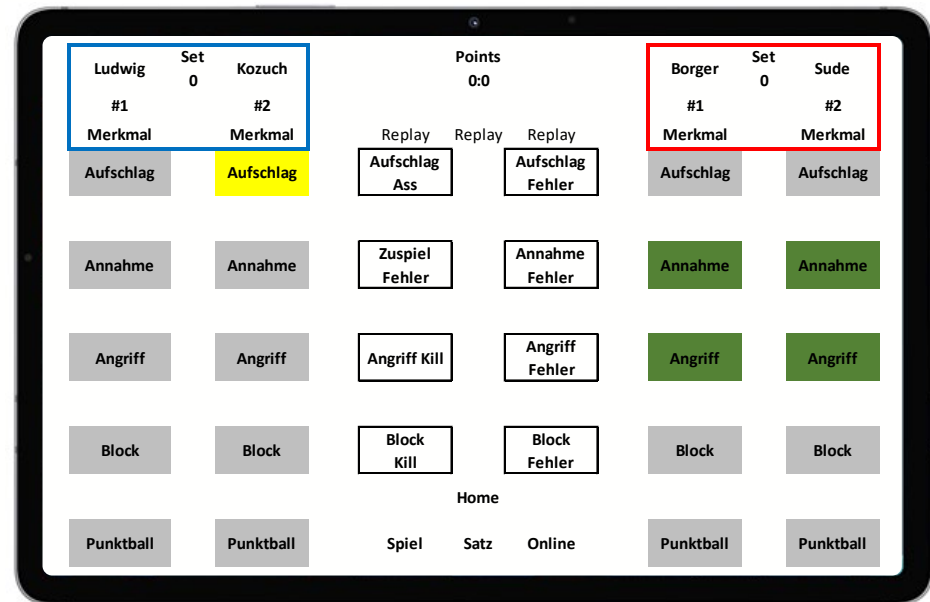 Ludwig Set Kozuch Points Borger Set Sude
0 0:0 0
#1 #2 #1 #2
Merkmal Merkmal Replay Replay Replay Merkmal Merkmal
Aufschlag Aufschlag Aufschlag Aufschlag Aufschlag Aufschlag
Ass Fehler
Annahme Annahme Zuspiel Annahme Annahme Annahme
Fehler Fehler
Angriff Angriff Angriff Kill Angriff Angriff Angriff
Fehler
Block Block Block Block Block Block
Kill Fehler
Home
Punktball Punktball Spiel Satz Online Punktball Punktball